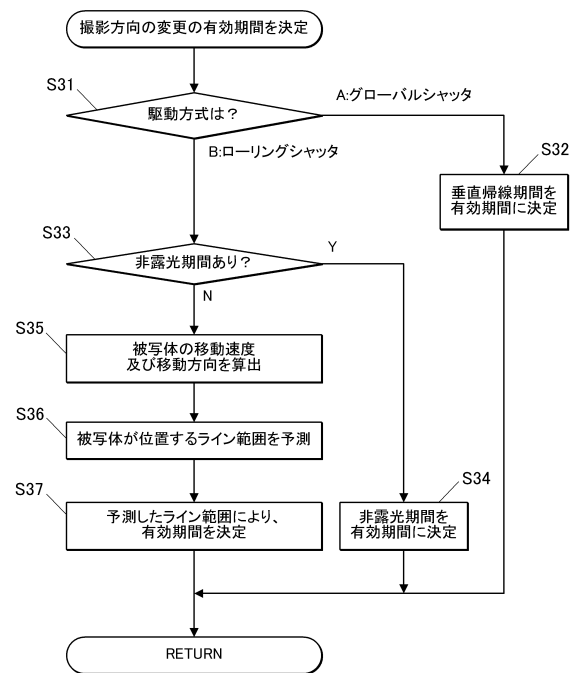 撮影方向の変更の有効期間を決定
S31
駆動方式は？
A:グローバルシャッタ
B:ローリングシャッタ
S32
垂直帰線期間を
有効期間に決定
S33
非露光期間あり？
Y
N
S35
被写体の移動速度
及び移動方向を算出
S36
被写体が位置するライン範囲を予測
S37
予測したライン範囲により、
有効期間を決定
S34
非露光期間を
有効期間に決定
RETURN